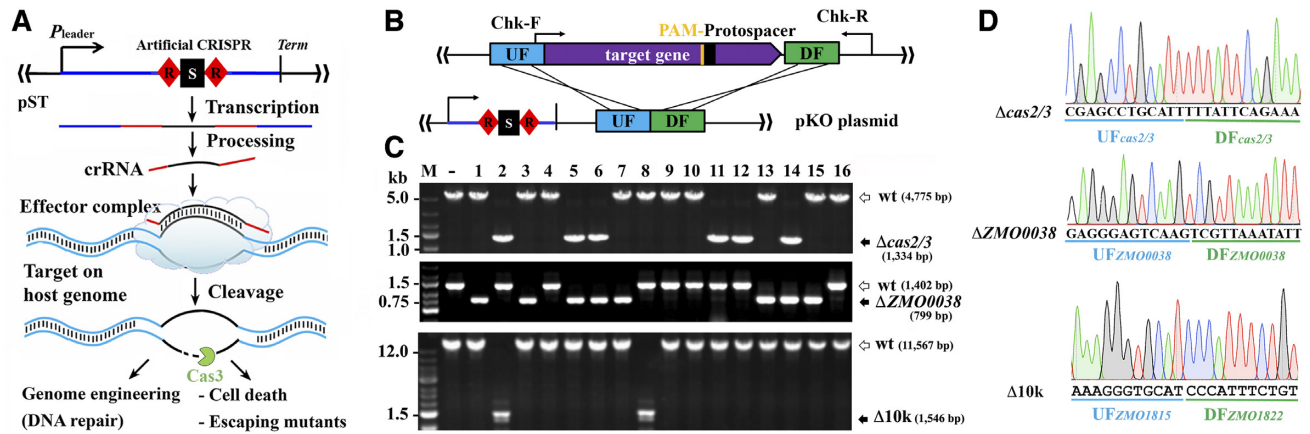 A
Pleader
Artificial CRISPR
Term
R S R
pST
Transcription
Processing
crRNA
Effector complex
Target on
host genome
Cleavage
Cas3
Genome engineering
(DNA repair)
- Cell death
- Escaping mutants
B
Chk-F
Chk-R
PAM-Protospacer
UF target gene DF
R S R
UF DF
pKO plasmid
C
M - 1 2 3 4 5 6 7 8 9 10 11 12 13 14 15 16
kb
5.0
1.5
1.0
wt (4,775 bp)
Δcas2/3
(1,334 bp)
1.5
0.75
wt (1,402 bp)
ΔZMO0038
(799 bp)
12.0
1.5
wt (11,567 bp)
Δ10k (1,546 bp)
D
Δcas2/3
CGAGCCTGCATTTTTATTCAGAAA
UFcas2/3 DFcas2/3
ΔZMO0038
GAGGGAGTCAAGTCGTTAAATATT
UFZMO0038 DFZMO0038
Δ10k
AAAGGGTGCATCCCATTTCTGT
UFZMO1815 DFZMO1822